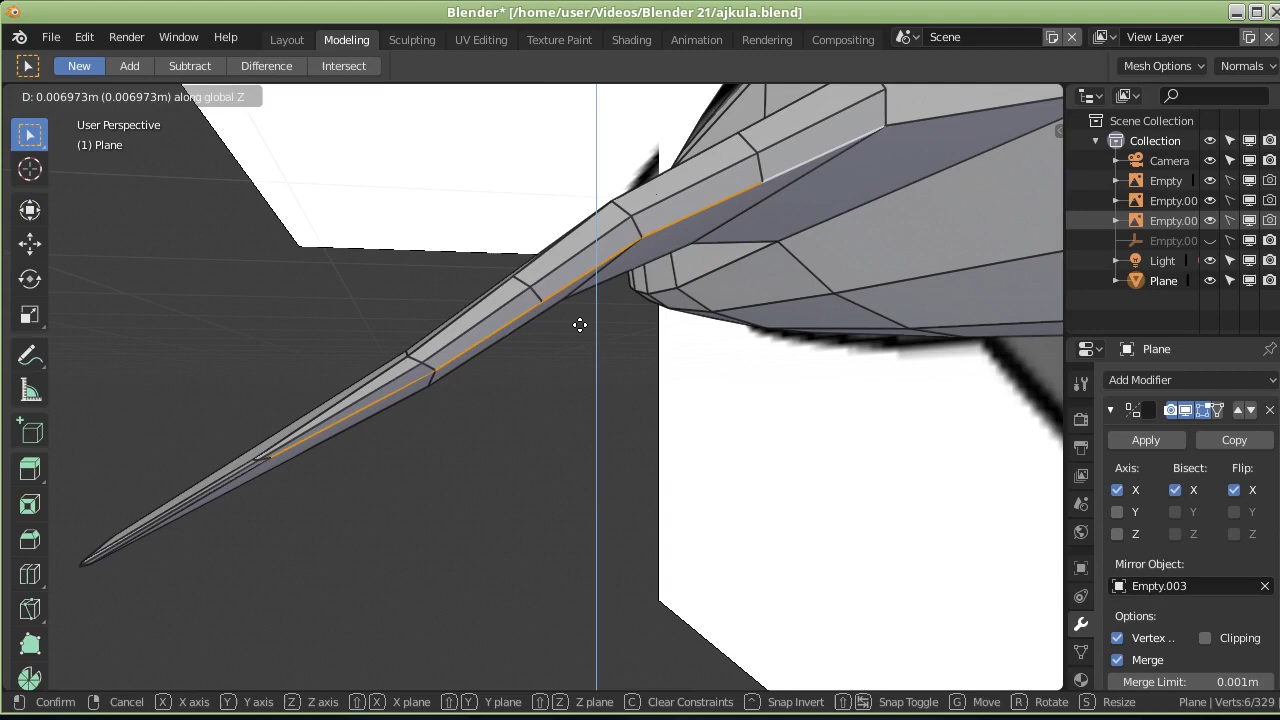 Blender* [/home/user/Videos/Blender 21/ajkula.blend]
File Edit Render Window Help Layout Modeling Sculpting UV Editing Texture Paint Shading Animation Rendering Compositing Scene View Layer
New Add Subtract Difference Intersect Mesh Options Normals
D: 0.006973m (0.006973m) along global Z
User Perspective
(1) Plane
Scene Collection
Collection
Camera
Empty
Empty.00
Empty.00
Empty.00
Light
Plane
Plane
Add Modifier
Apply Copy
Axis: Bisect: Flip:
X X X
Y Y Y
Z Z Z
Mirror Object:
Empty.003
Options:
Vertex .. Clipping
Merge
Merge Limit: 0.001m
Confirm Cancel X X axis Y Y axis Z Z axis X X plane Y Y plane Z Z plane C Clear Constraints Snap Invert Snap Toggle G Move R Rotate S Resize Plane | Verts:6/329